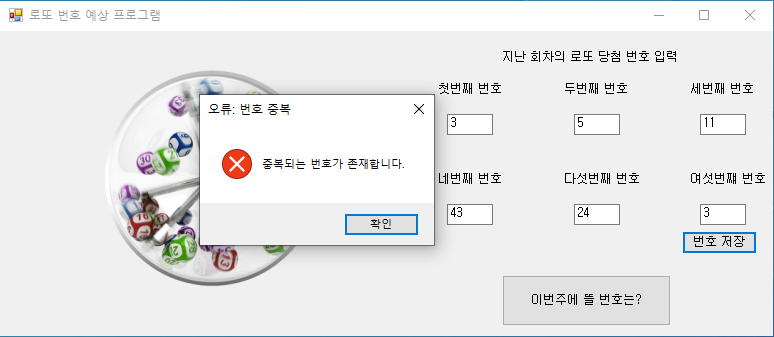 로또 번호 예상 프로그램
지난 회차의 로또 당첨 번호 입력
첫번째 번호 두번째 번호 세번째 번호
3 5 11
네번째 번호 다섯번째 번호 여섯번째 번호
43 24 3
번호 저장
이번주에 뜰 번호는?
오류: 번호 중복
중복되는 번호가 존재합니다.
확인